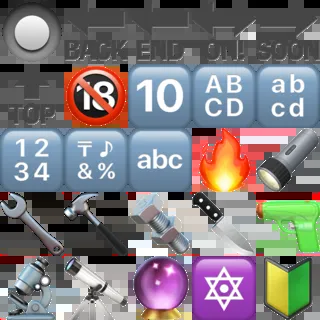 BACK END ON! SOON
TOP 18 10 AB ab
CD cd
12 〒♪ abc
34 &%